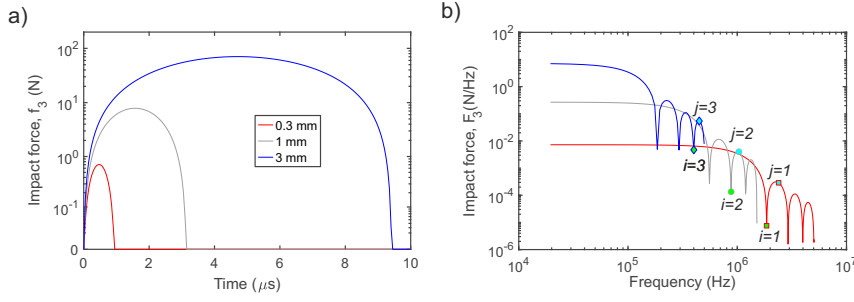 a)
Impact force, f₃ (N)
10²
10¹
10⁰
10⁻¹
0
0.3 mm
1 mm
3 mm
0 2 4 6 8 10
Time (μs)
b)
Impact force, F₃(N/Hz)
10²
10⁰
10⁻²
10⁻⁴
10⁻⁶
j=3
j=2
j=1
i=3
i=2
i=1
10⁴ 10⁵ 10⁶ 10⁷
Frequency (Hz)